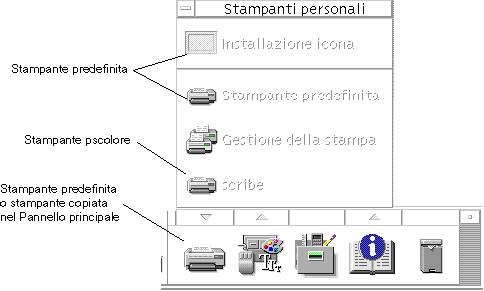 Stampanti personali
Installazione icona
Stampante predefinita
Stampante predefinita
Gestione della stampa
Stampante pscolore
scribe
Stampante predefinita
o stampante copiata
nel Pannello principale